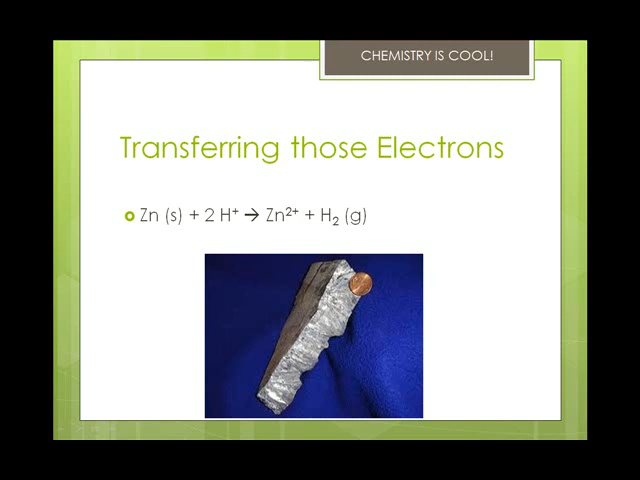 CHEMISTRY IS COOL!
Transferring those Electrons
Zn (s) + 2 H⁺ → Zn²⁺ + H₂ (g)